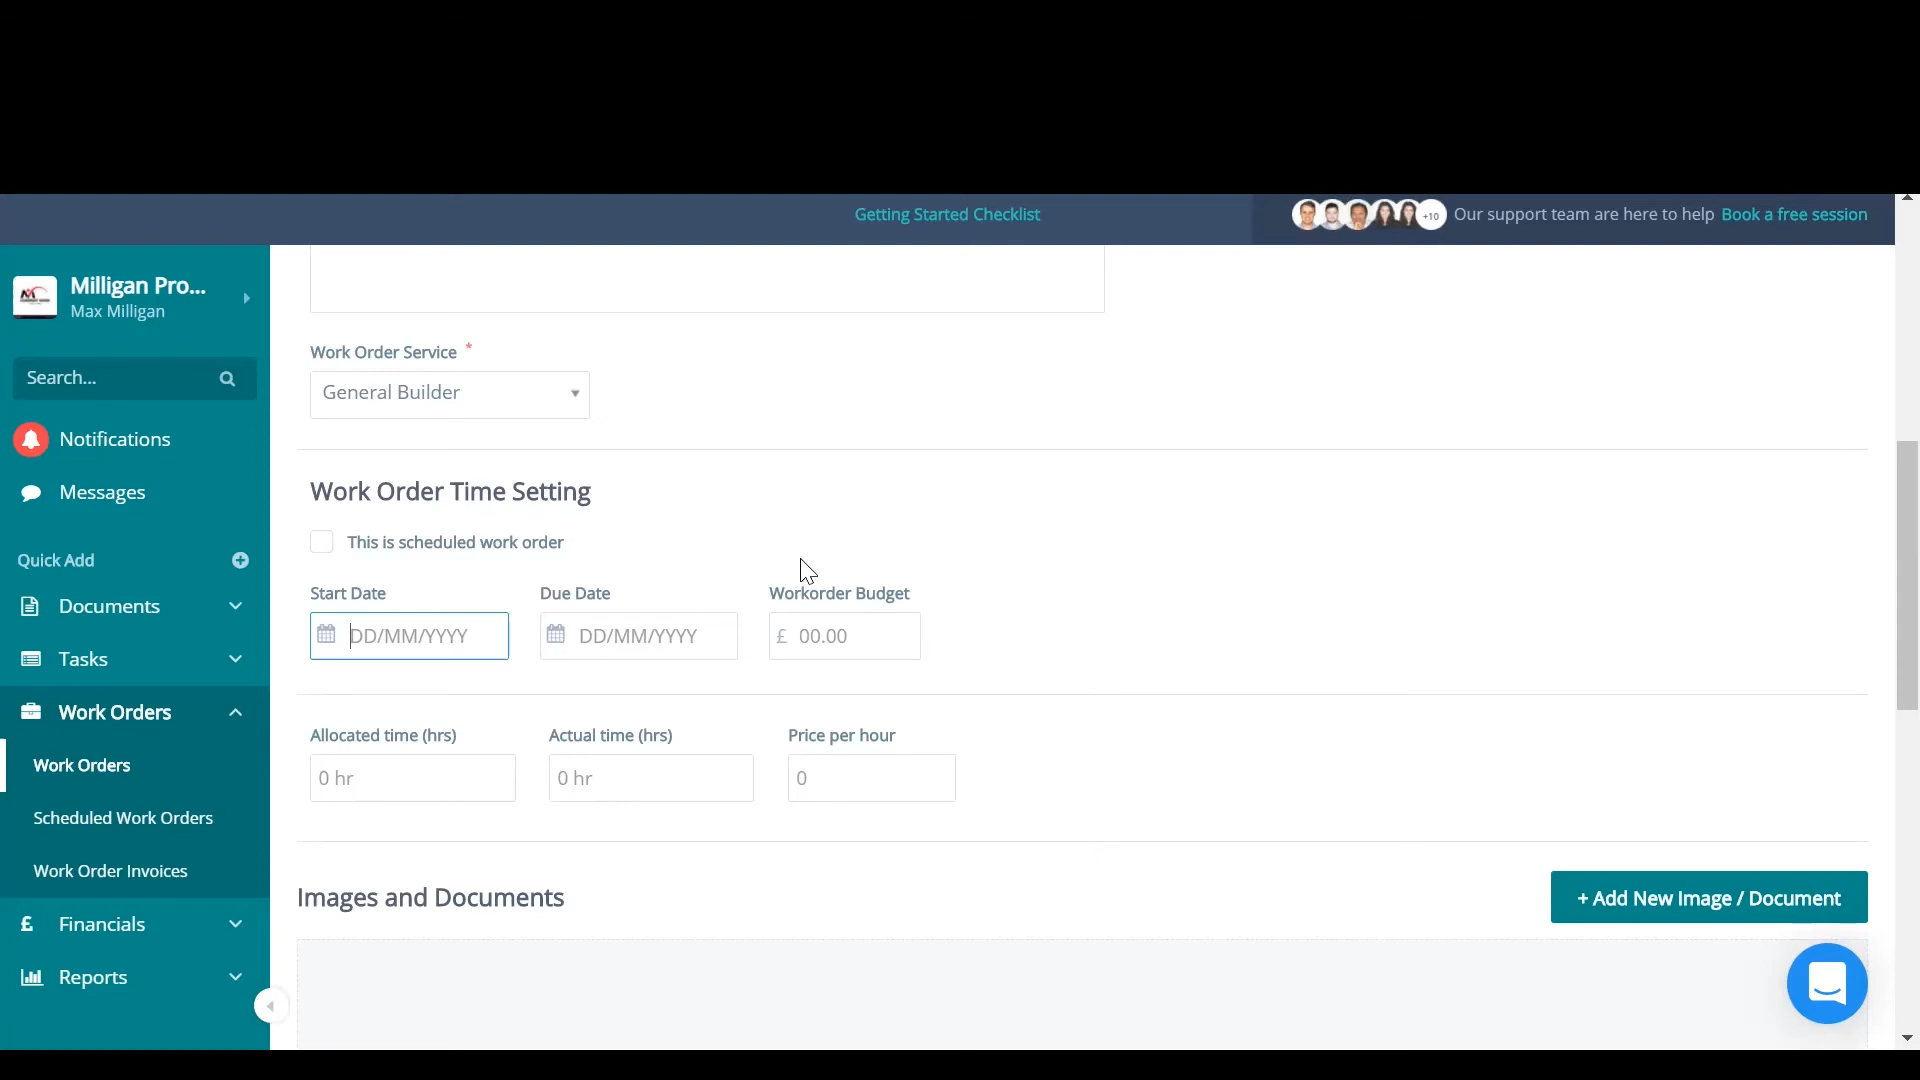 Getting Started Checklist
+10 Our support team are here to help Book a free session
Milligan Pro...
Max Milligan
Search...
Notifications
Messages
Quick Add
Documents
Tasks
Work Orders
Work Orders
Scheduled Work Orders
Work Order Invoices
£ Financials
Reports
Work Order Service *
General Builder
Work Order Time Setting
This is scheduled work order
Start Date Due Date Workorder Budget
DD/MM/YYYY DD/MM/YYYY £ 00.00
Allocated time (hrs) Actual time (hrs) Price per hour
0 hr 0 hr 0
Images and Documents
+ Add New Image / Document